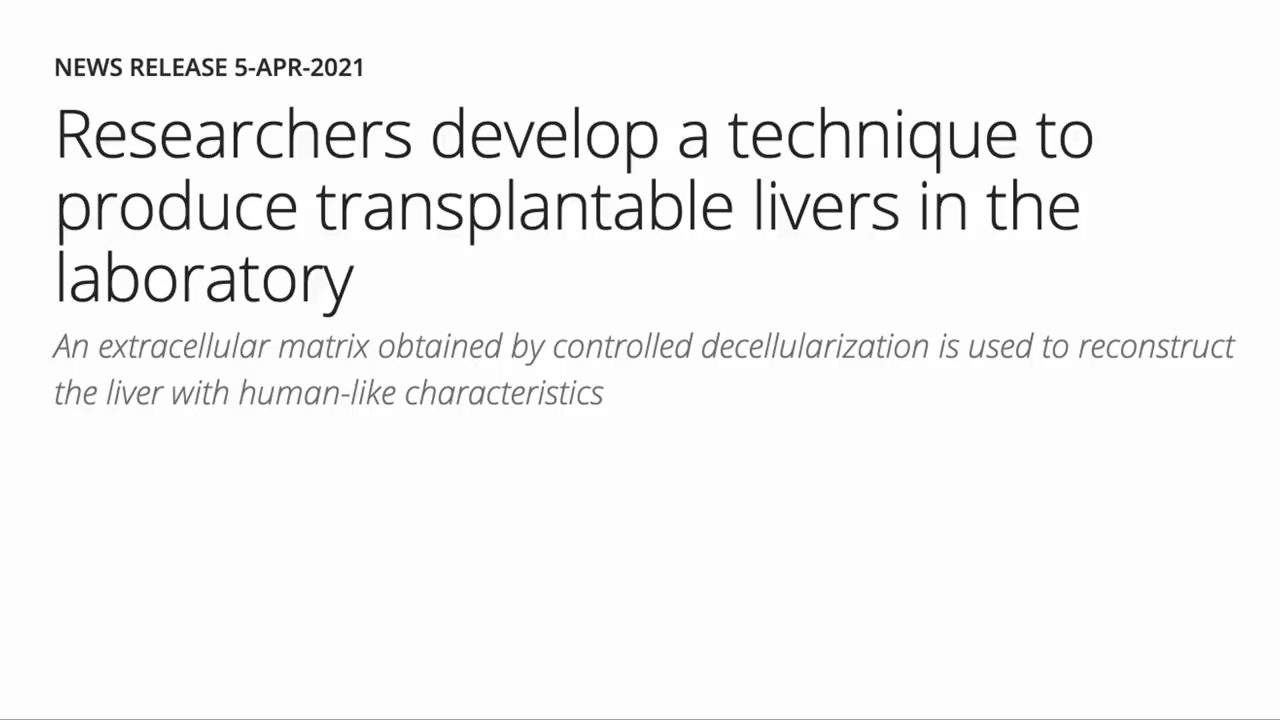 NEWS RELEASE 5-APR-2021
Researchers develop a technique to
produce transplantable livers in the
laboratory
An extracellular matrix obtained by controlled decellularization is used to reconstruct
the liver with human-like characteristics